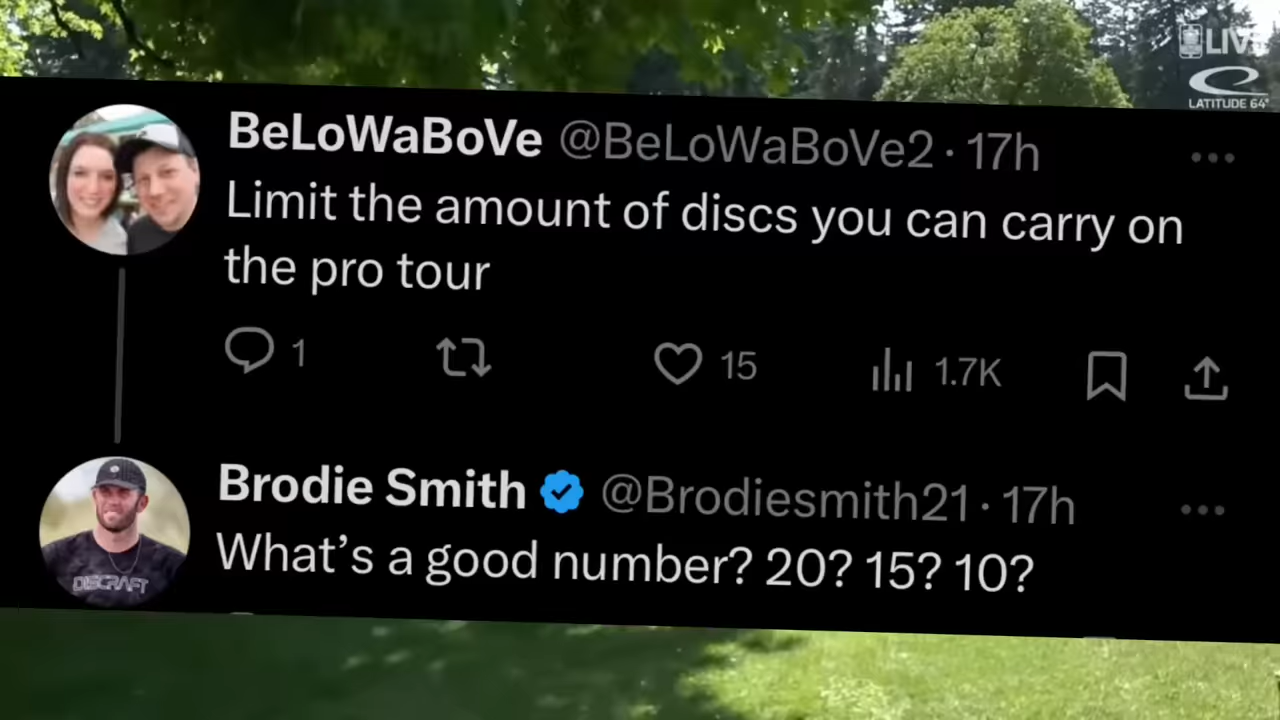 LIVE
LATITUDE 64°
BeLoWaBoVe @BeLoWaBoVe2 · 17h
Limit the amount of discs you can carry on
the pro tour
1
15
1.7K
Brodie Smith @Brodiesmith21 · 17h
What's a good number? 20? 15? 10?
DISCRAFT